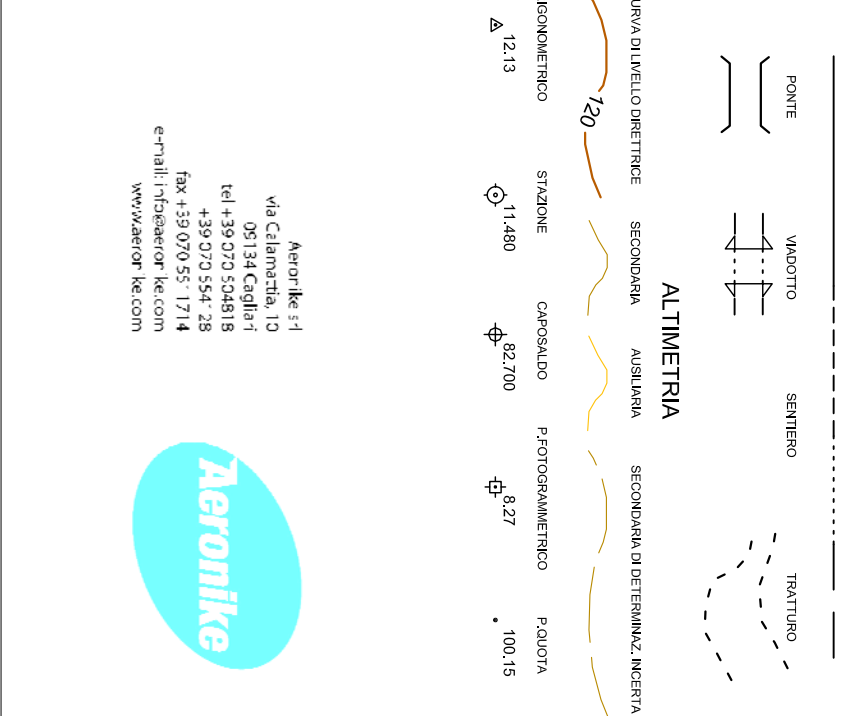 PONTE VIADOTTO SENTIERO TRATTURO
ALTIMETRIA
URVA DI LIVELLO DIRETTRICE SECONDARIA AUSILIARIA SECONDARIA DI DETERMINAZ. INCERTA
120
IGONOMETRICO STAZIONE CAPOSALDO P.FOTOGRAMMETRICO P.QUOTA
12.13 11.480 82.700 8.27 100.15
Aeronike srl
via Calamattia, 10
09134 Cagliari
tel +39 070 504818
+39 070 554128
fax +39 070 5511714
e-mail: info@aeronike.com
www.aeronike.com
Aeronike